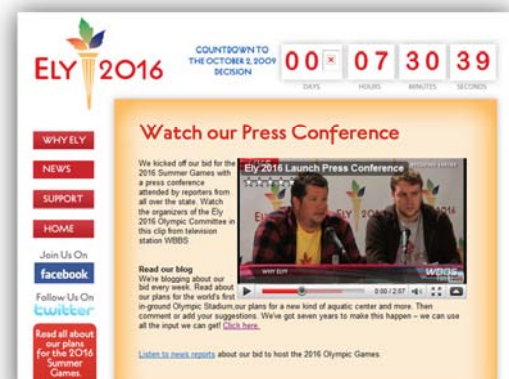 ELY 2016
COUNTDOWN TO
THE OCTOBER 2, 2009
DECISION
00 07 30 39
DAYS HOURS MINUTES SECONDS
WHY ELY
NEWS
SUPPORT
HOME
Join Us On
facebook
Follow Us On
twitter
Read all about
our plans
for the 2016
Summer
Games.
Watch our Press Conference
We kicked off our bid for the
2016 Summer Games with
a press conference
attended by reporters from
all over the state. Watch
the organizers of the Ely
2016 Olympic Committee in
this clip from television
station WBBS
Ely 2016 Launch Press Conference
ELY
2016
WHY ELY?
WBBS
0:00 / 2:57
Read our blog
We're blogging about our
bid every week. Read about
our plans for the world's first
in-ground Olympic Stadium,our plans for a new kind of aquatic center and more. Then
comment or add your suggestions. We've got seven years to make this happen – we can use
all the input we can get! Click here.
Listen to news reports about our bid to host the 2016 Olympic Games.